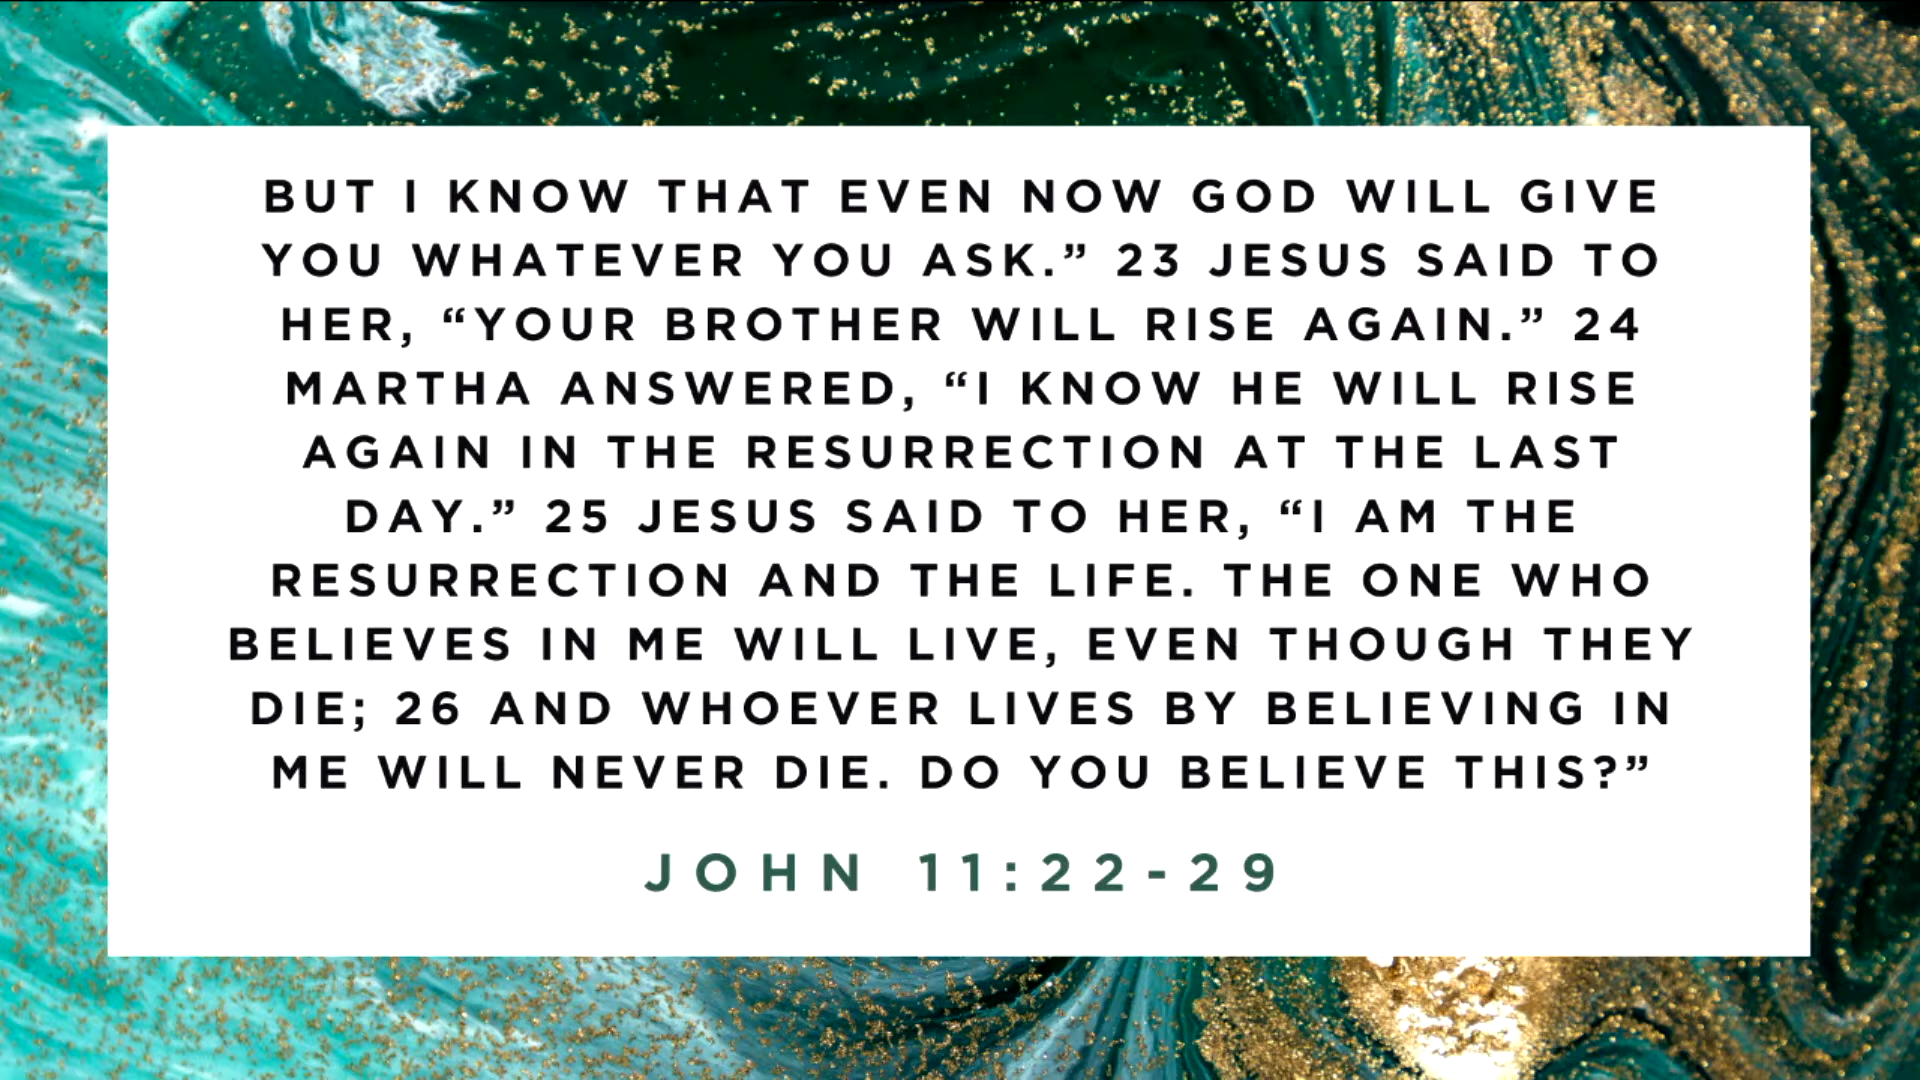 BUT I KNOW THAT EVEN NOW GOD WILL GIVE
YOU WHATEVER YOU ASK.” 23 JESUS SAID TO
HER, “YOUR BROTHER WILL RISE AGAIN.” 24
MARTHA ANSWERED, “I KNOW HE WILL RISE
AGAIN IN THE RESURRECTION AT THE LAST
DAY.” 25 JESUS SAID TO HER, “I AM THE
RESURRECTION AND THE LIFE. THE ONE WHO
BELIEVES IN ME WILL LIVE, EVEN THOUGH THEY
DIE; 26 AND WHOEVER LIVES BY BELIEVING IN
ME WILL NEVER DIE. DO YOU BELIEVE THIS?”
JOHN 11:22-29